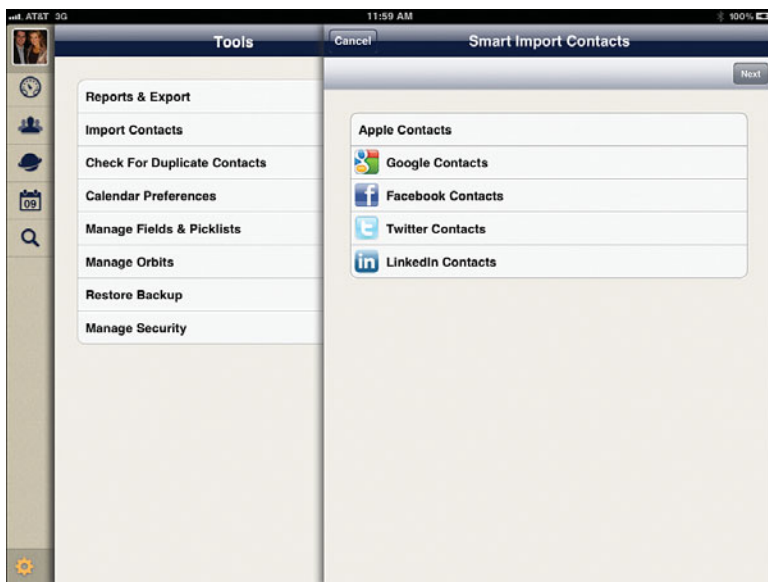 AT&T 3G 11:59 AM 100%
Tools
Cancel Smart Import Contacts
Next
Reports & Export
Import Contacts
Check For Duplicate Contacts
Calendar Preferences
Manage Fields & Picklists
Manage Orbits
Restore Backup
Manage Security
Apple Contacts
Google Contacts
Facebook Contacts
Twitter Contacts
LinkedIn Contacts
09
8
f
t
in